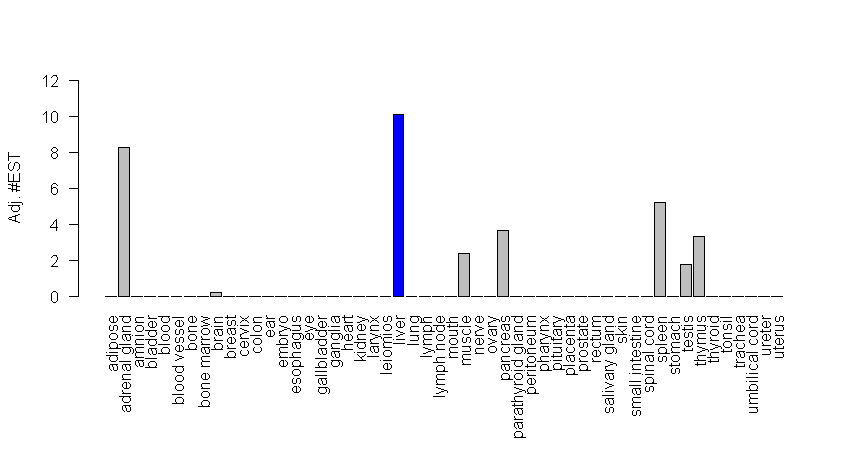 Adj. #EST
12
10
8
6
4
2
0
adipose
adrenal gland
amnion
bladder
blood
blood vessel
bone
bone marrow
brain
breast
cervix
colon
ear
embryo
esophagus
eye
gallbladder
ganglia
heart
kidney
larynx
leiomios
liver
lung
lymph
lymph node
mouth
muscle
nerve
ovary
pancreas
parathyroid gland
peritoneum
pharynx
pituitary
placenta
prostate
rectum
salivary gland
skin
small intestine
spinal cord
spleen
stomach
testis
thymus
thyroid
tonsil
trachea
umbilical cord
ureter
uterus